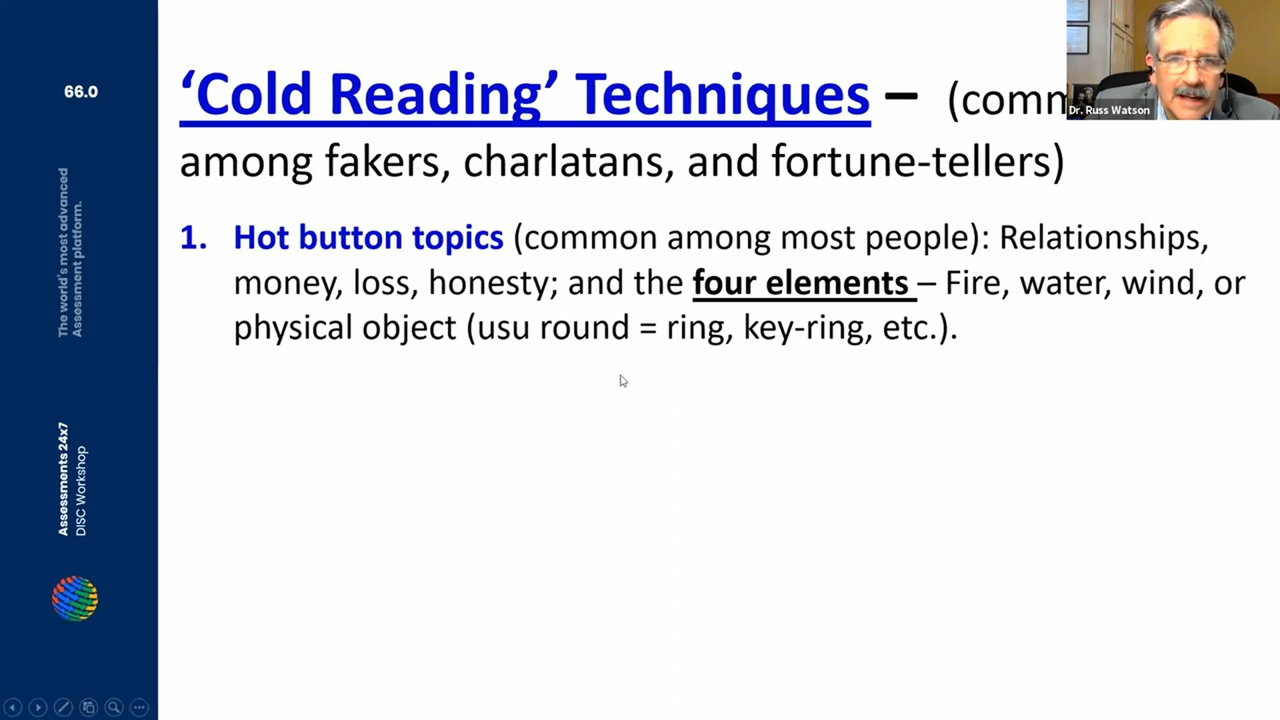 66.0
The world's most advanced
Assessment platform.
Assessments 24x7
DISC Workshop
‘Cold Reading’ Techniques –
among fakers, charlatans, and fortune-tellers)
1. Hot button topics (common among most people): Relationships,
money, loss, honesty; and the four elements – Fire, water, wind, or
physical object (usu round = ring, key-ring, etc.).
Dr. Russ Watson